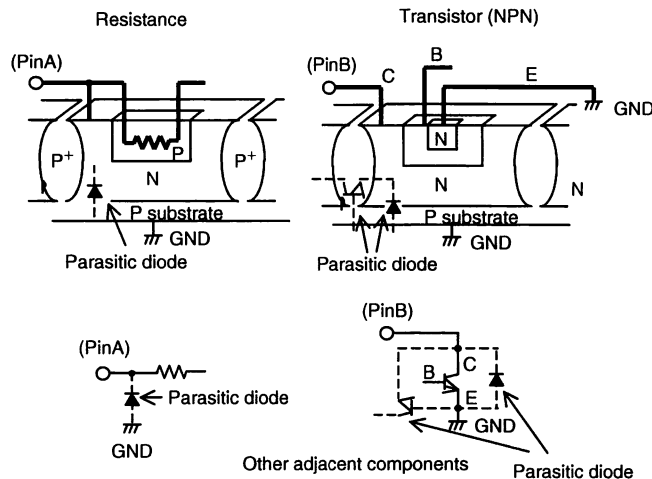 Resistance
Transistor (NPN)
(PinA)
P+
P
P+
N
P substrate
GND
Parasitic diode
(PinB)
C
B
E
GND
N
N
N
P substrate
GND
Parasitic diode
(PinA)
Parasitic diode
GND
(PinB)
C
B
E
GND
Other adjacent components
Parasitic diode